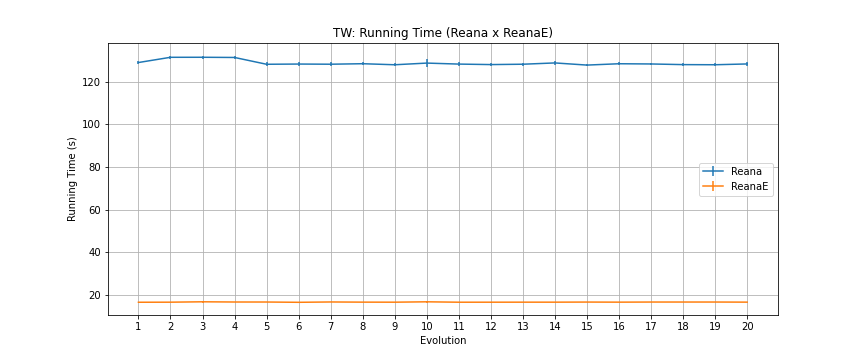 TW: Running Time (Reana x ReanaE)
Running Time (s)
120
100
80
60
40
20
Reana
ReanaE
1 2 3 4 5 6 7 8 9 10 11 12 13 14 15 16 17 18 19 20
Evolution